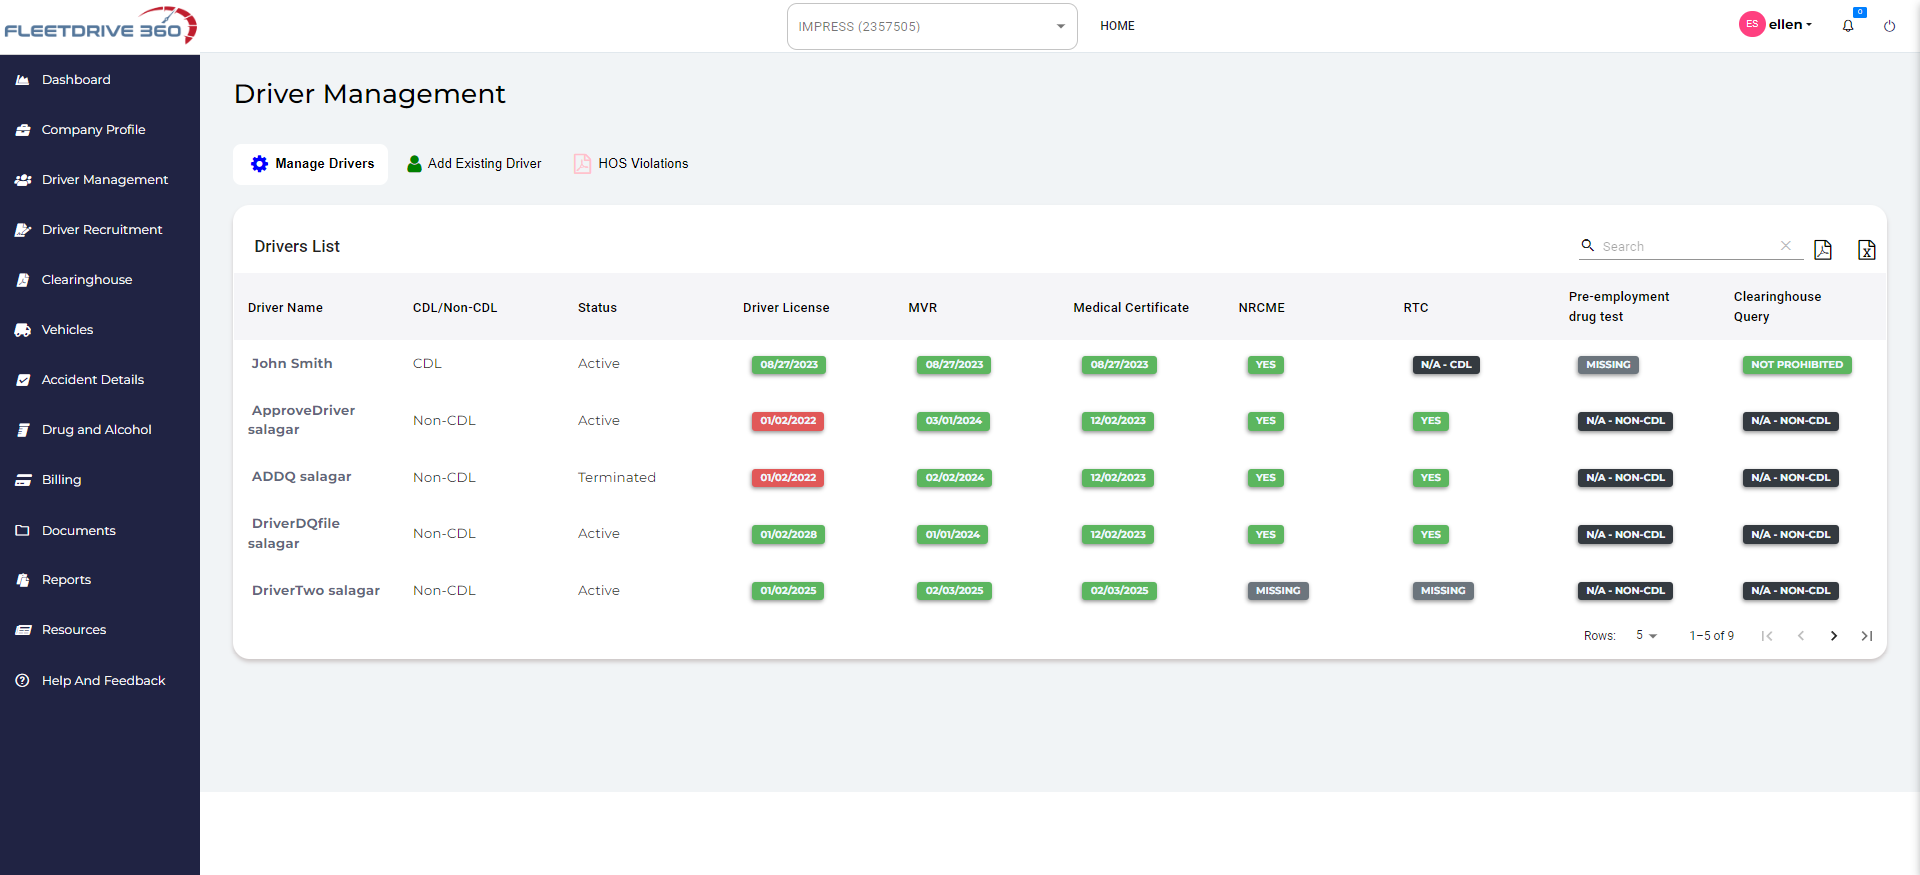 FLEETDRIVE 360
IMPRESS (2357505)
HOME
ES
ellen
0
Dashboard
Company Profile
Driver Management
Driver Recruitment
Clearinghouse
Vehicles
Accident Details
Drug and Alcohol
Billing
Documents
Reports
Resources
Help And Feedback
Driver Management
Manage Drivers
Add Existing Driver
HOS Violations
Drivers List
Search
Driver Name CDL/Non-CDL Status Driver License MVR Medical Certificate NRCME RTC Pre-employment drug test Clearinghouse Query
John Smith CDL Active 08/27/2023 08/27/2023 08/27/2023 YES N/A - CDL MISSING NOT PROHIBITED
ApproveDriver salagar Non-CDL Active 01/02/2022 03/01/2024 12/02/2023 YES YES N/A - NON-CDL N/A - NON-CDL
ADDQ salagar Non-CDL Terminated 01/02/2022 02/02/2024 12/02/2023 YES YES N/A - NON-CDL N/A - NON-CDL
DriverDQfile salagar Non-CDL Active 01/02/2028 01/01/2024 12/02/2023 YES YES N/A - NON-CDL N/A - NON-CDL
DriverTwo salagar Non-CDL Active 01/02/2025 02/03/2025 02/03/2025 MISSING MISSING N/A - NON-CDL N/A - NON-CDL
Rows: 5 1–5 of 9